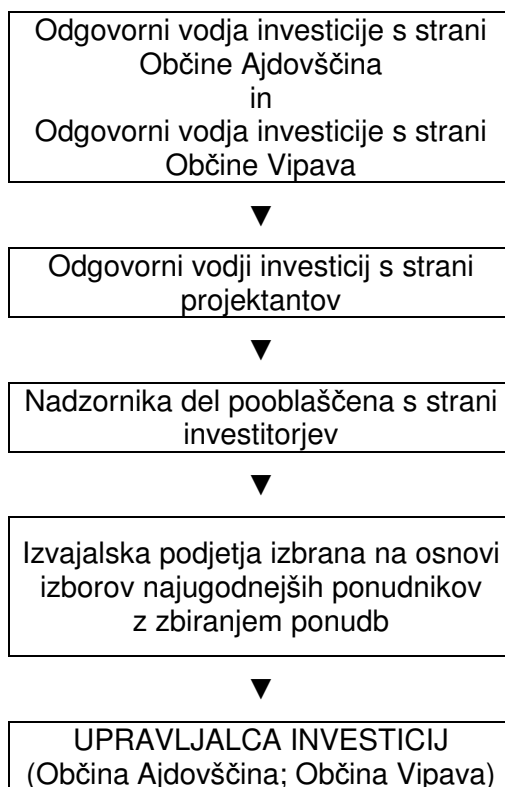 Odgovorni vodja investicije s strani
Občine Ajdovščina
in
Odgovorni vodja investicije s strani
Občine Vipava
Odgovorni vodji investicij s strani
projektantov
Nadzornika del pooblaščena s strani
investitorjev
Izvajalska podjetja izbrana na osnovi
izborov najugodnejših ponudnikov
z zbiranjem ponudb
UPRAVLJALCA INVESTICIJ
(Občina Ajdovščina; Občina Vipava)